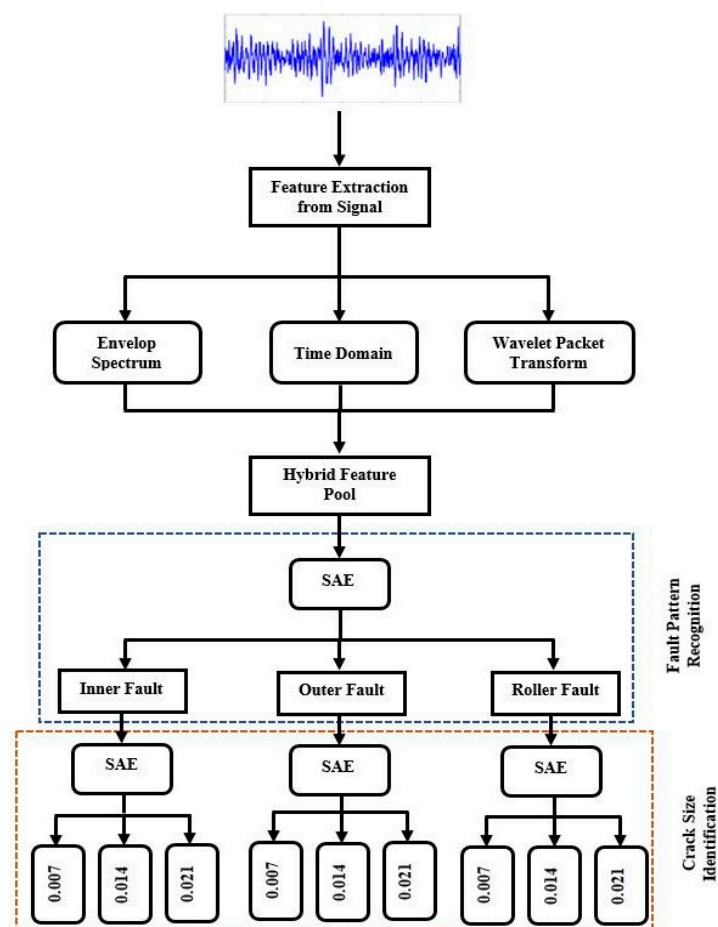 Feature Extraction
from Signal
Envelop
Spectrum
Time Domain
Wavelet Packet
Transform
Hybrid Feature
Pool
SAE
Fault Pattern
Recognition
Inner Fault
Outer Fault
Roller Fault
SAE
SAE
SAE
Crack Size
Identification
0.007
0.014
0.021
0.007
0.014
0.021
0.007
0.014
0.021